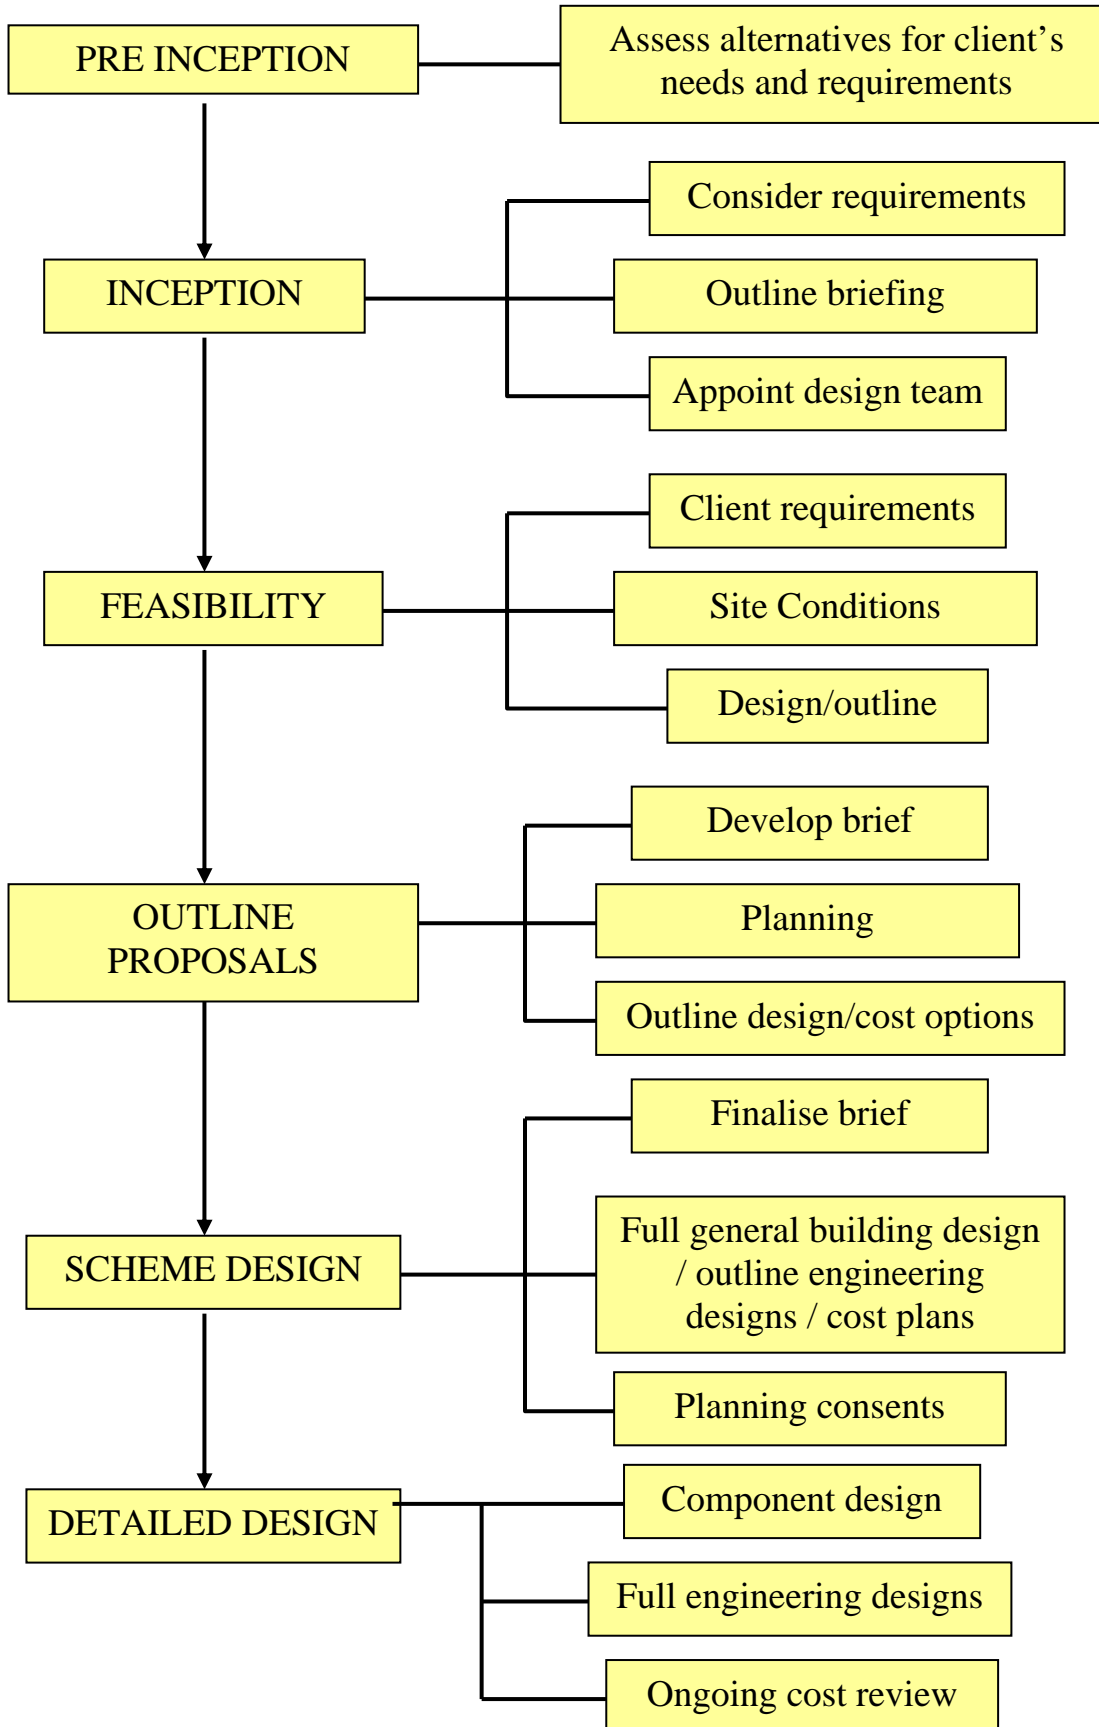 PRE INCEPTION
Assess alternatives for client’s
needs and requirements
Consider requirements
INCEPTION
Outline briefing
Appoint design team
Client requirements
FEASIBILITY
Site Conditions
Design/outline
Develop brief
OUTLINE
PROPOSALS
Planning
Outline design/cost options
Finalise brief
SCHEME DESIGN
Full general building design
/ outline engineering
designs / cost plans
Planning consents
Component design
DETAILED DESIGN
Full engineering designs
Ongoing cost review